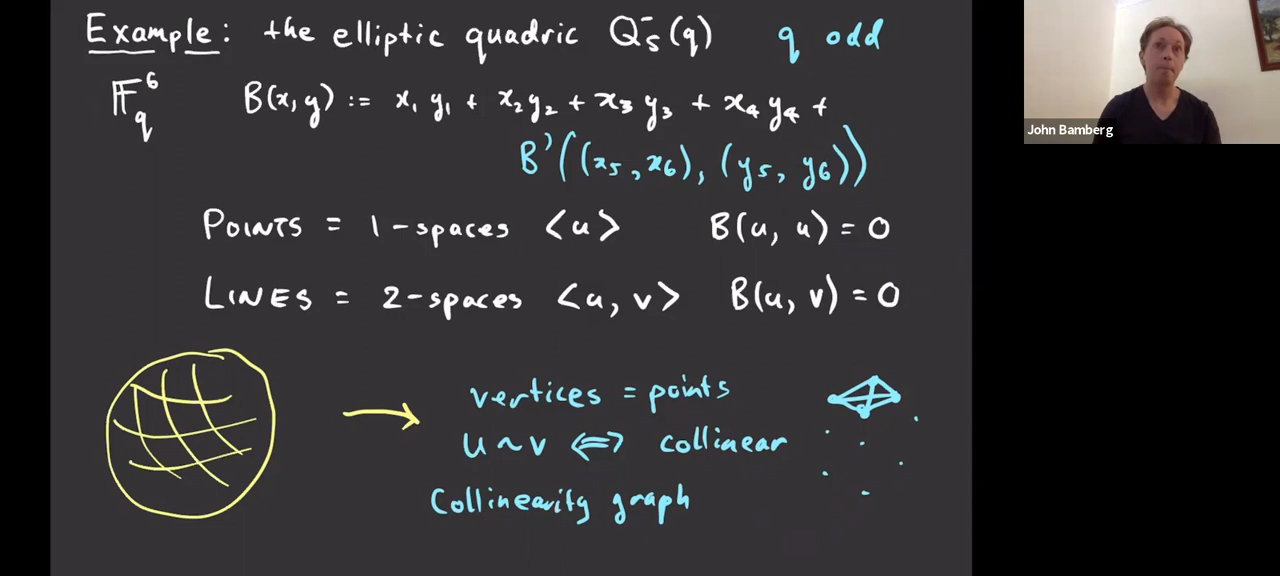 Example: the elliptic quadric Q₅⁻(q) q odd
𝔽_q^6 B(x, y) := x₁ y₁ + x₂ y₂ + x₃ y₃ + x₄ y₄ +
B'((x₅, x₆), (y₅, y₆))
POINTS = 1-spaces <u> B(u, u) = 0
LINES = 2-spaces <u, v> B(u, v) = 0
vertices = points
u ~ v ⇔ collinear
Collinearity graph
John Bamberg